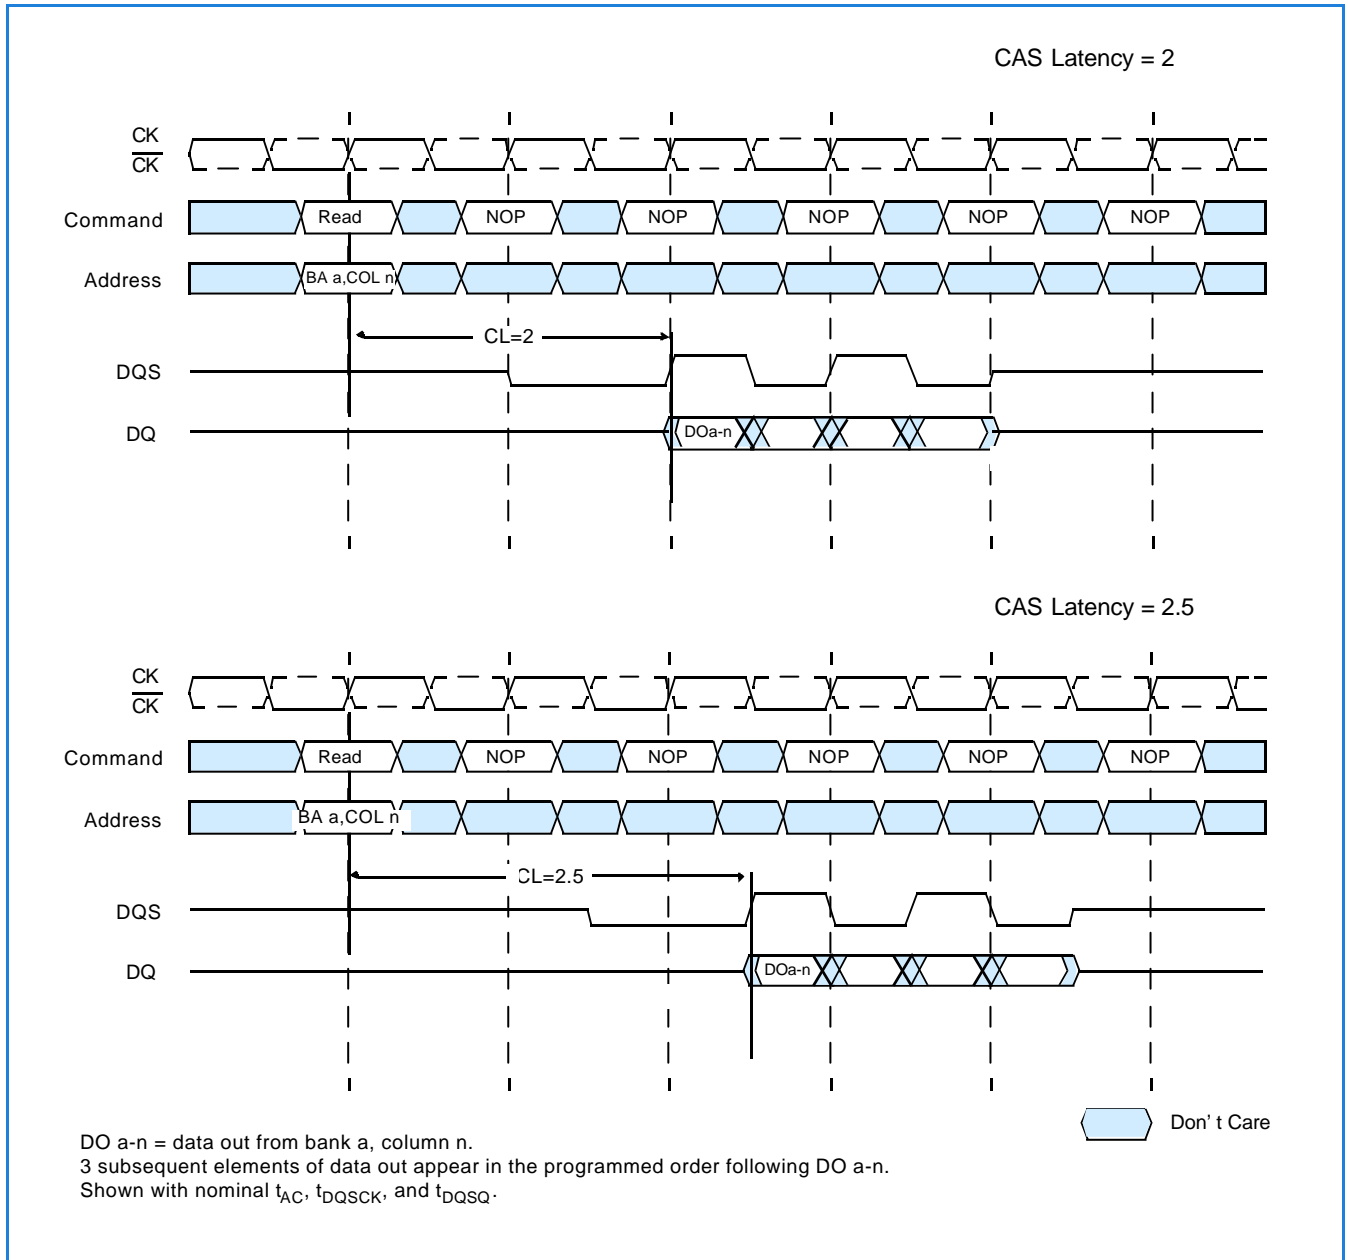 CAS Latency = 2
CK
CK
Command Read NOP NOP NOP NOP NOP
Address BA a,COL n
CL=2
DQS
DQ DOa-n
CAS Latency = 2.5
CK
CK
Command Read NOP NOP NOP NOP NOP
Address BA a,COL n
CL=2.5
DQS
DQ DOa-n
Don' t Care
DO a-n = data out from bank a, column n.
3 subsequent elements of data out appear in the programmed order following DO a-n.
Shown with nominal tAC, tDQSCK, and tDQSQ.